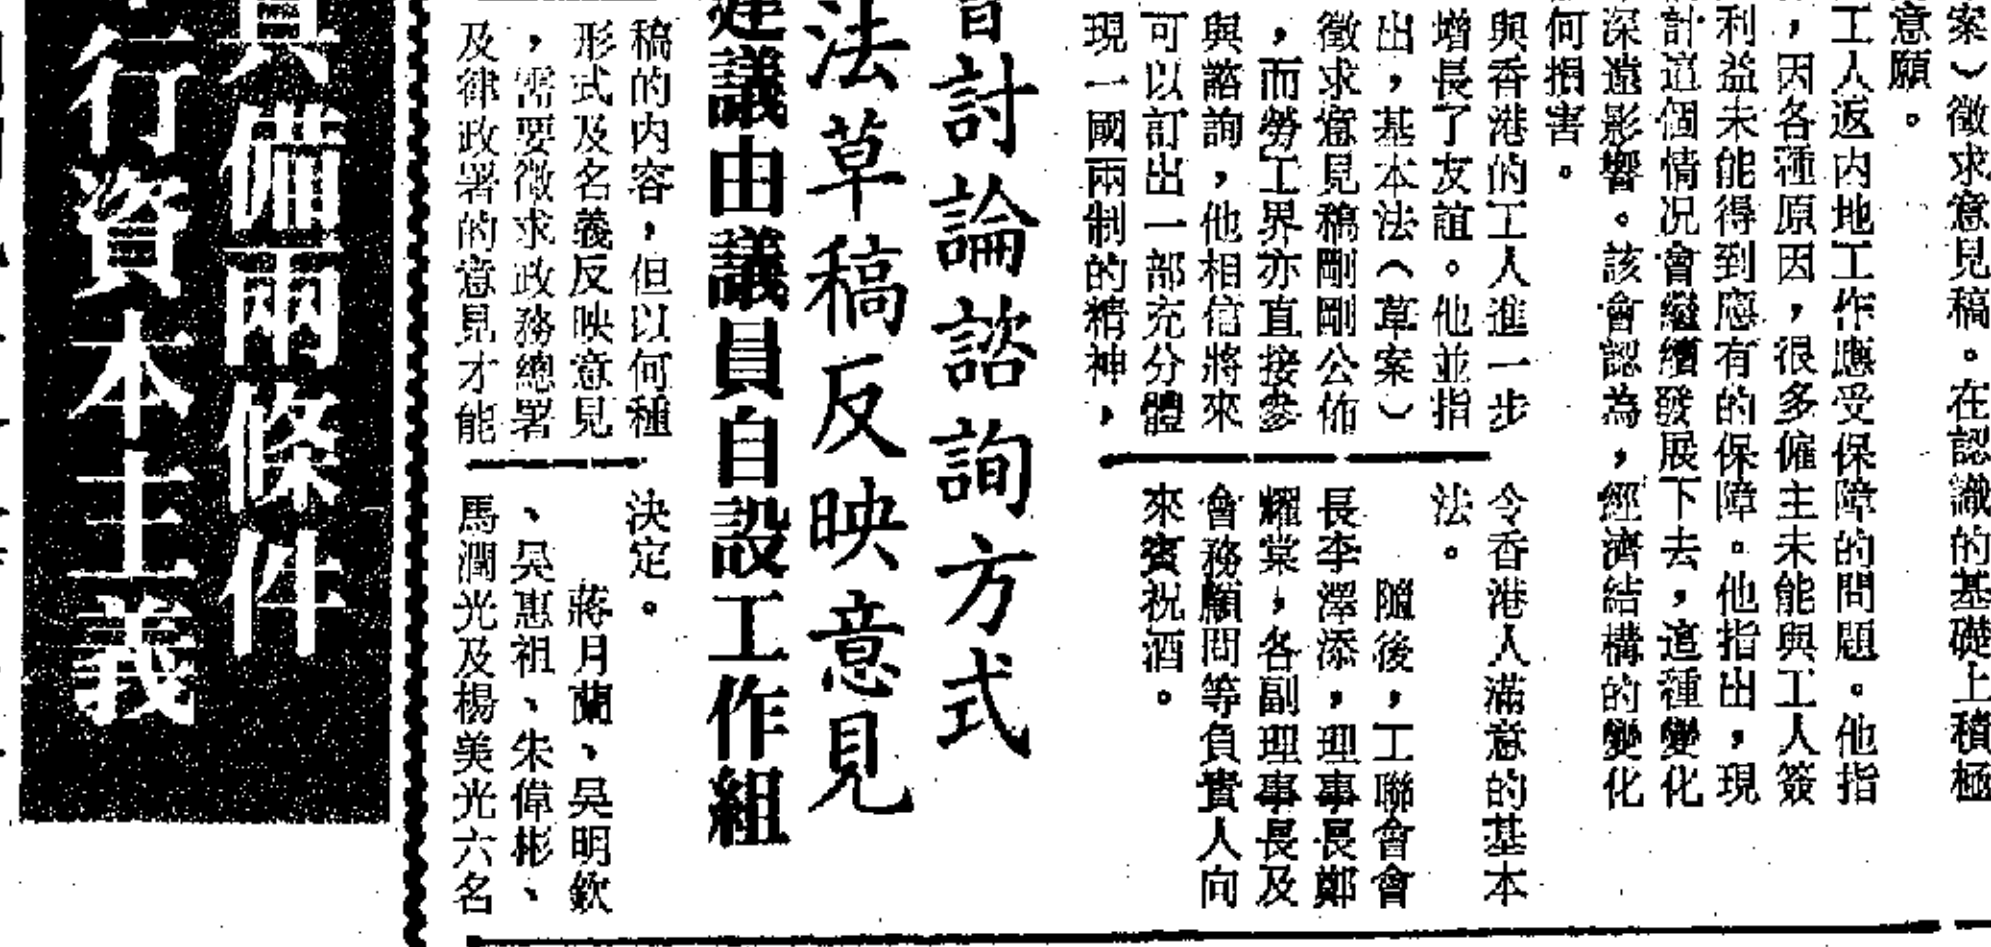 案）徵求意見稿。在認識的基礎上積極
意願。
工人返內地工作應受保障的問題。他指
，因各種原因，很多僱主未能與工人簽
利益未能得到應有的保障。他指出，現
計這個情況會繼續發展下去，這種變化
深遠影響。該會認為，經濟結構的變化
何損害。
與香港的工人進一步
增長了友誼。他並指
出，基本法（草案）
徵求意見稿剛剛公佈
，而勞工界亦直接參
與諮詢，他相信將來
可以訂出一部充分體
現一國兩制的精神，
令香港人滿意的基本
法。
隨後，工聯會會
長李澤添，理事長鄭
耀棠，各副理事長及
會務顧問等負責人向
來賓祝酒。
討論諮詢方式
法草稿反映意見
建議由議員自設工作組
稿的內容，但以何種
形式及名義反映意見
，需要徵求政務總署
及律政署的意見才能
決定。
蔣月蘭、吳明欽
、吳惠祖、朱偉彬、
馬潤光及楊美光六名
具備兩條件
行資本主義